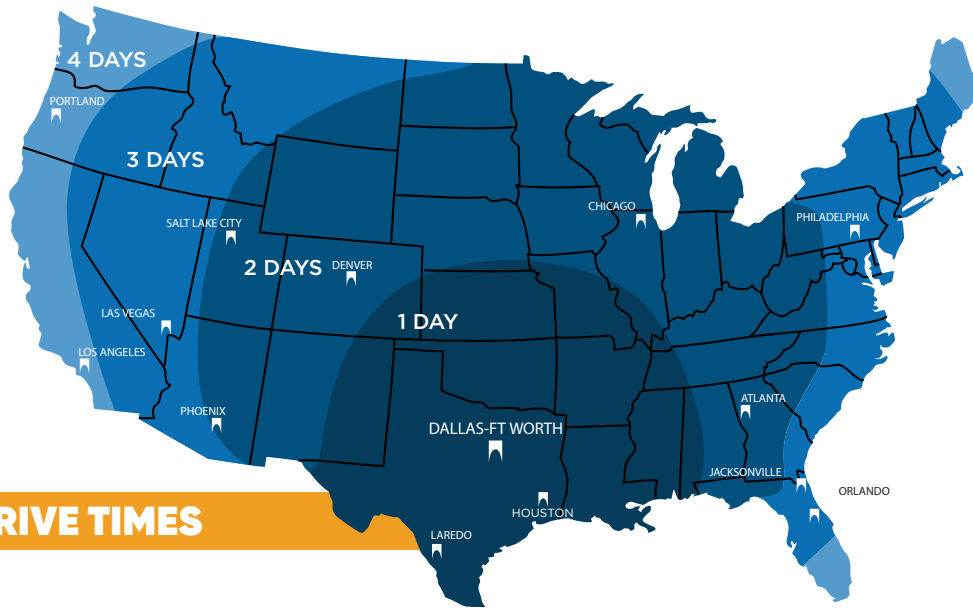 4 DAYS
PORTLAND
3 DAYS
CHICAGO
PHILADELPHIA
SALT LAKE CITY
2 DAYS
DENVER
LAS VEGAS
1 DAY
LOS ANGELES
PHOENIX
ATLANTA
DALLAS-FT WORTH
JACKSONVILLE
ORLANDO
HOUSTON
RIVE TIMES
LAREDO